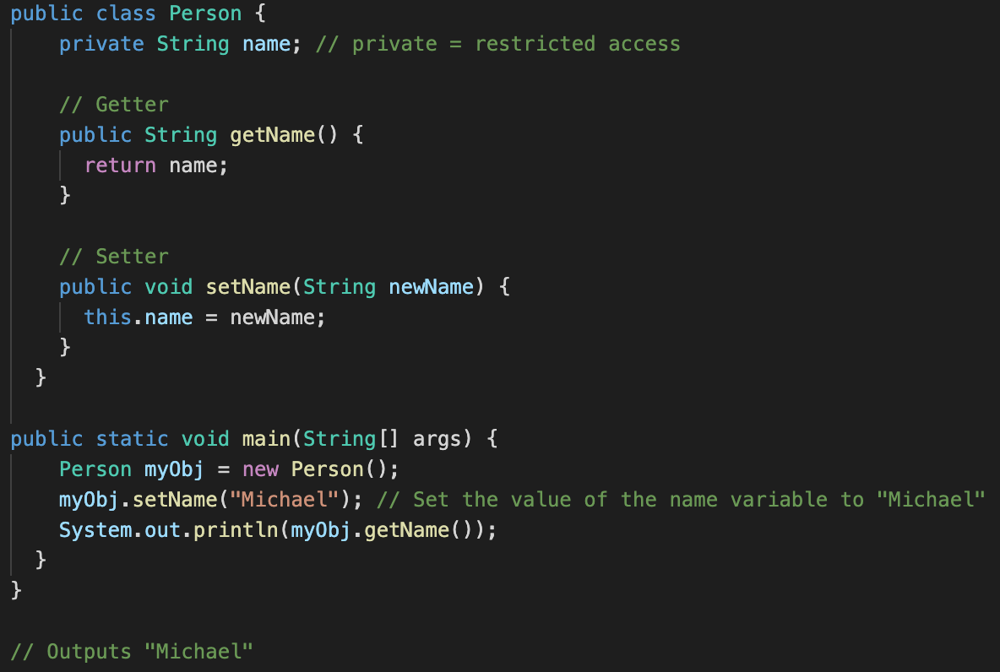 public class Person {
    private String name; // private = restricted access

    // Getter
    public String getName() {
      return name;
    }

    // Setter
    public void setName(String newName) {
      this.name = newName;
    }
  }

public static void main(String[] args) {
    Person myObj = new Person();
    myObj.setName("Michael"); // Set the value of the name variable to "Michael"
    System.out.println(myObj.getName());
  }
}

// Outputs "Michael"